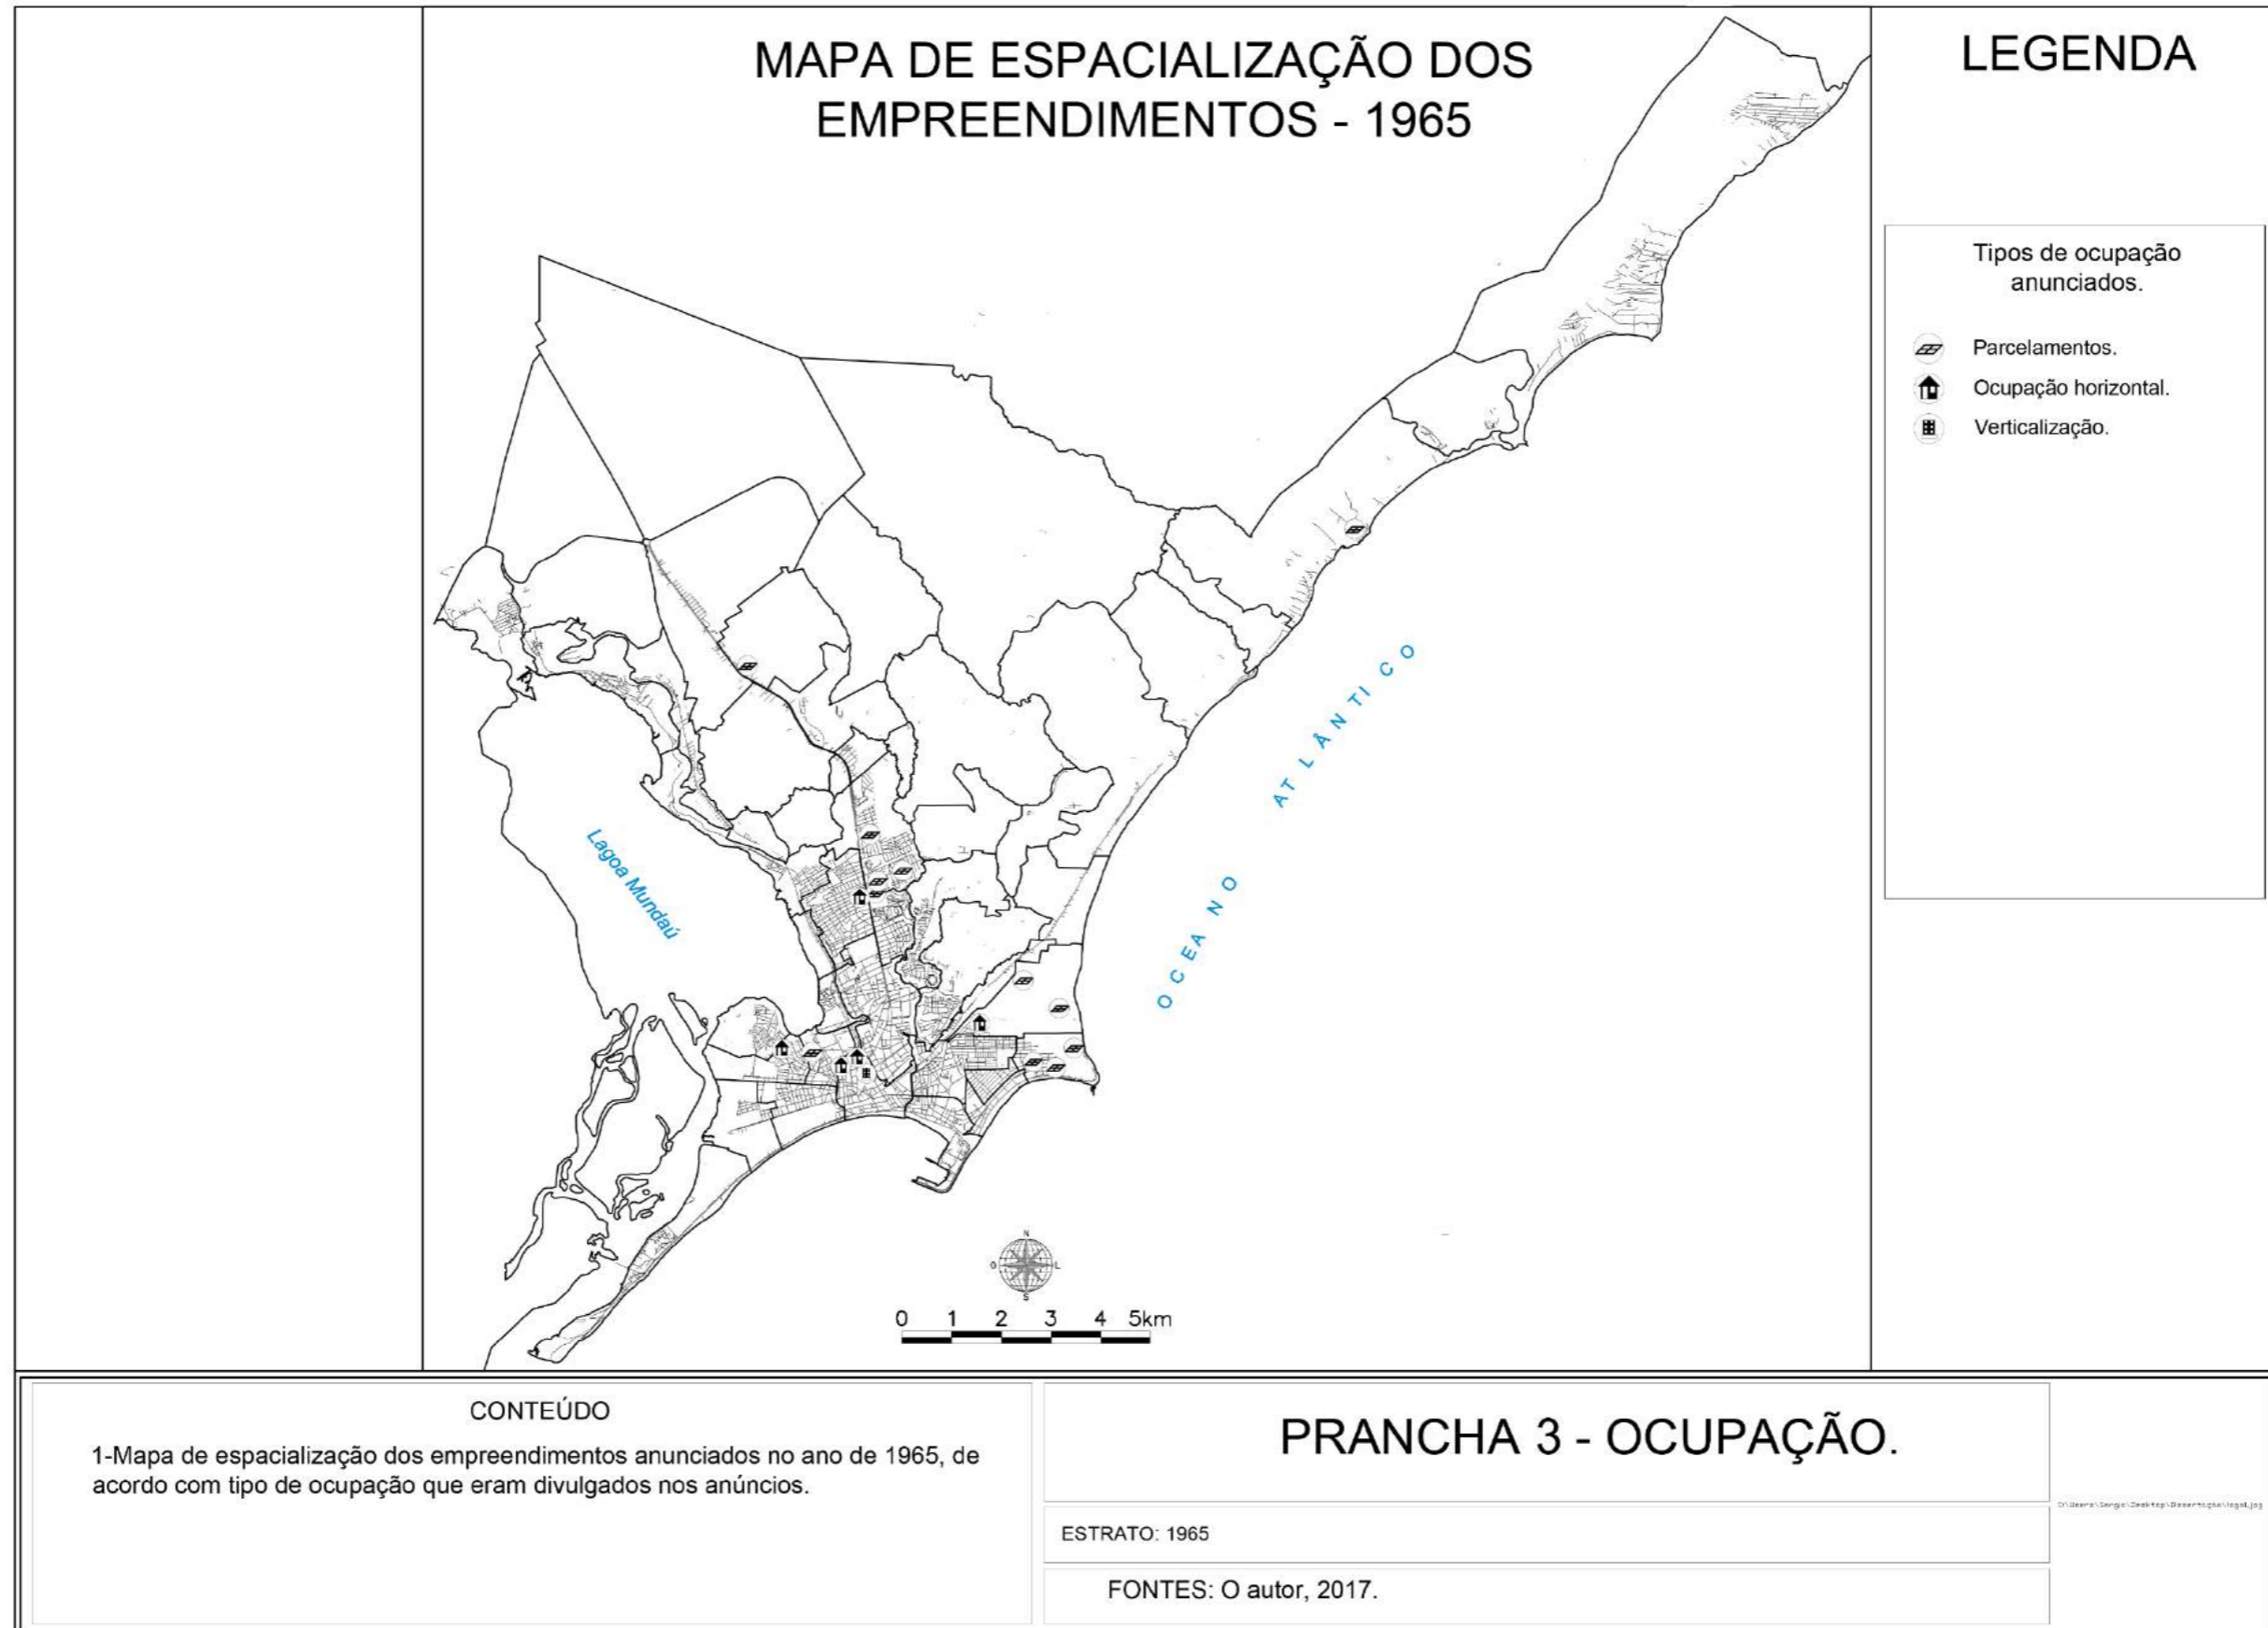 MAPA DE ESPACIALIZAÇÃO DOS
EMPREENDIMENTOS - 1965
LEGENDA
Tipos de ocupação
anunciados.
Parcelamentos.
Ocupação horizontal.
Verticalização.
OCEANO ATLÂNTICO
Lagoa Mundaú
N
O
L
S
0 1 2 3 4 5km
CONTEÚDO
1-Mapa de espacialização dos empreendimentos anunciados no ano de 1965, de
acordo com tipo de ocupação que eram divulgados nos anúncios.
PRANCHA 3 - OCUPAÇÃO.
ESTRATO: 1965
FONTES: O autor, 2017.